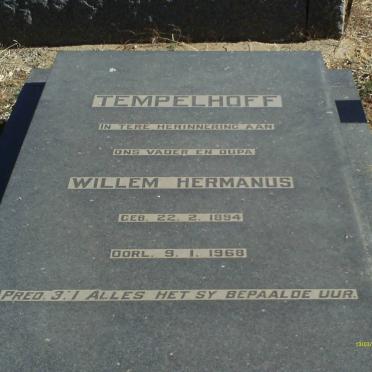 TEMPELHOFF
IN TERE HERINNERING AAN
ONS VADER EN OUPA
WILLEM HERMANUS
GEB. 22. 2. 1894
OORL. 9. 1. 1968
PRED. 3:1 ALLES HET SY BEPAALDE UUR.